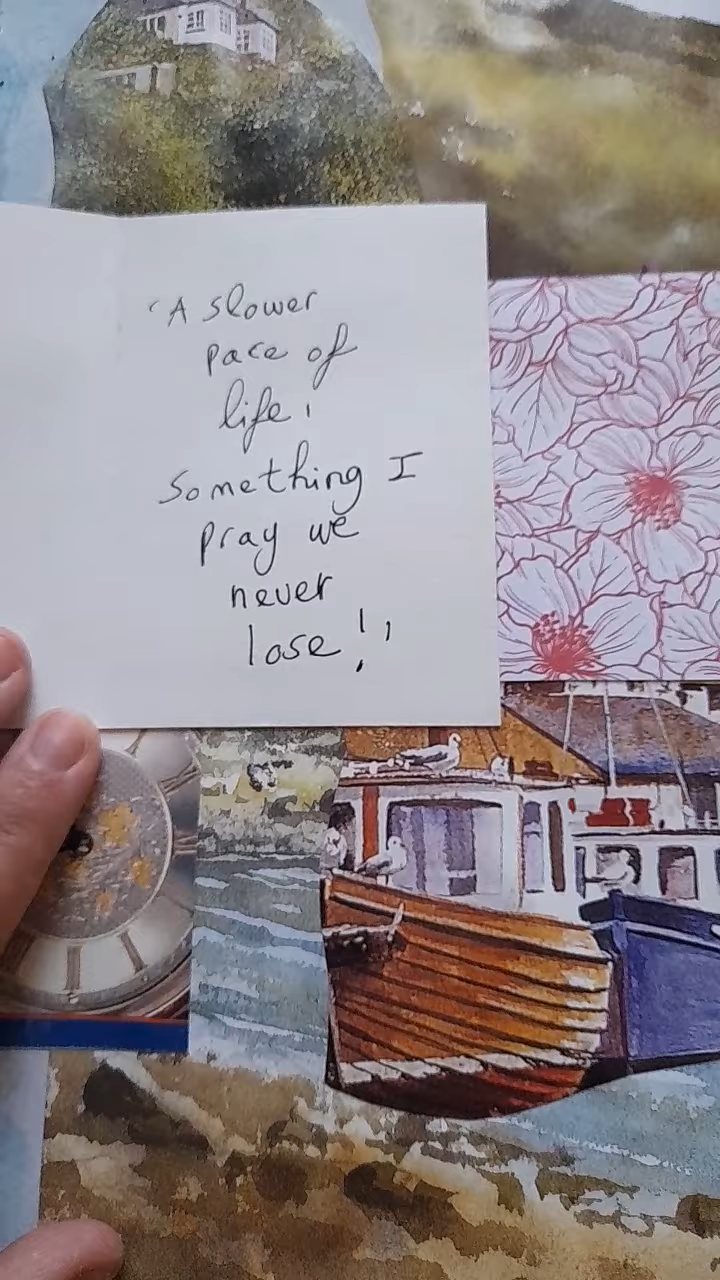 'A slower
pace of
life'
something I
pray we
never
lose!'